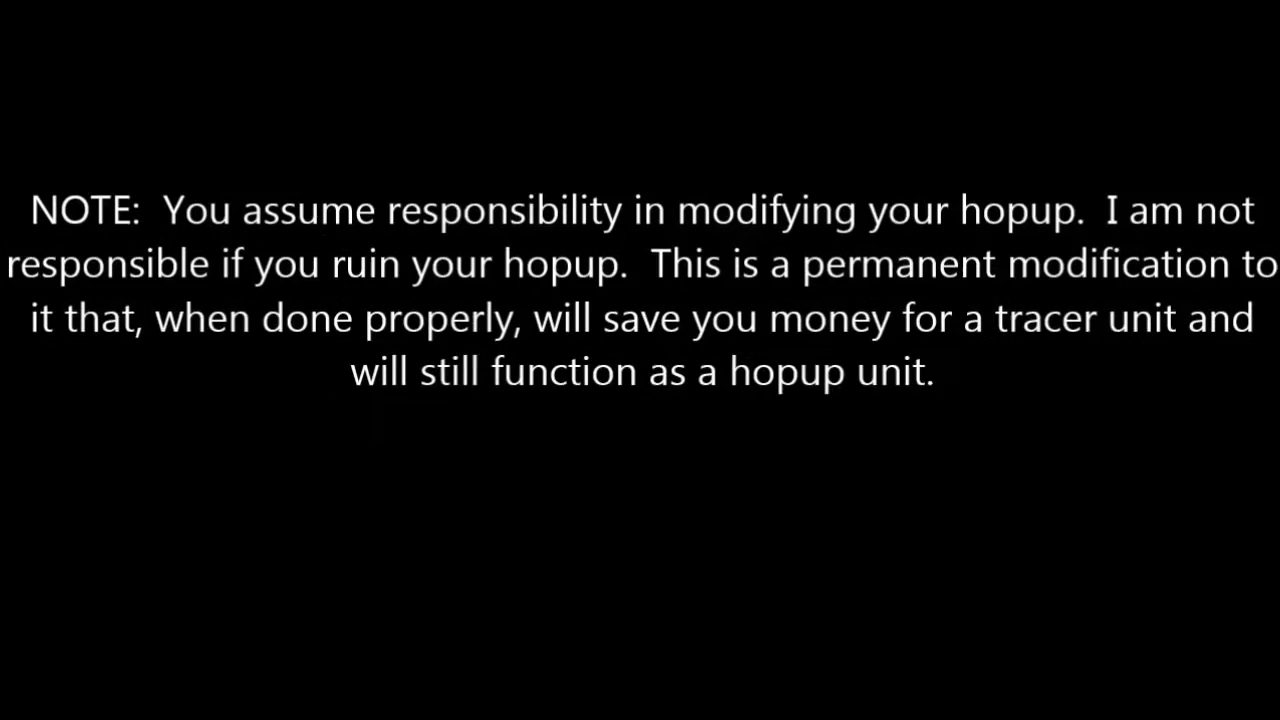 NOTE:  You assume responsibility in modifying your hopup.  I am not
responsible if you ruin your hopup.  This is a permanent modification to
it that, when done properly, will save you money for a tracer unit and
will still function as a hopup unit.